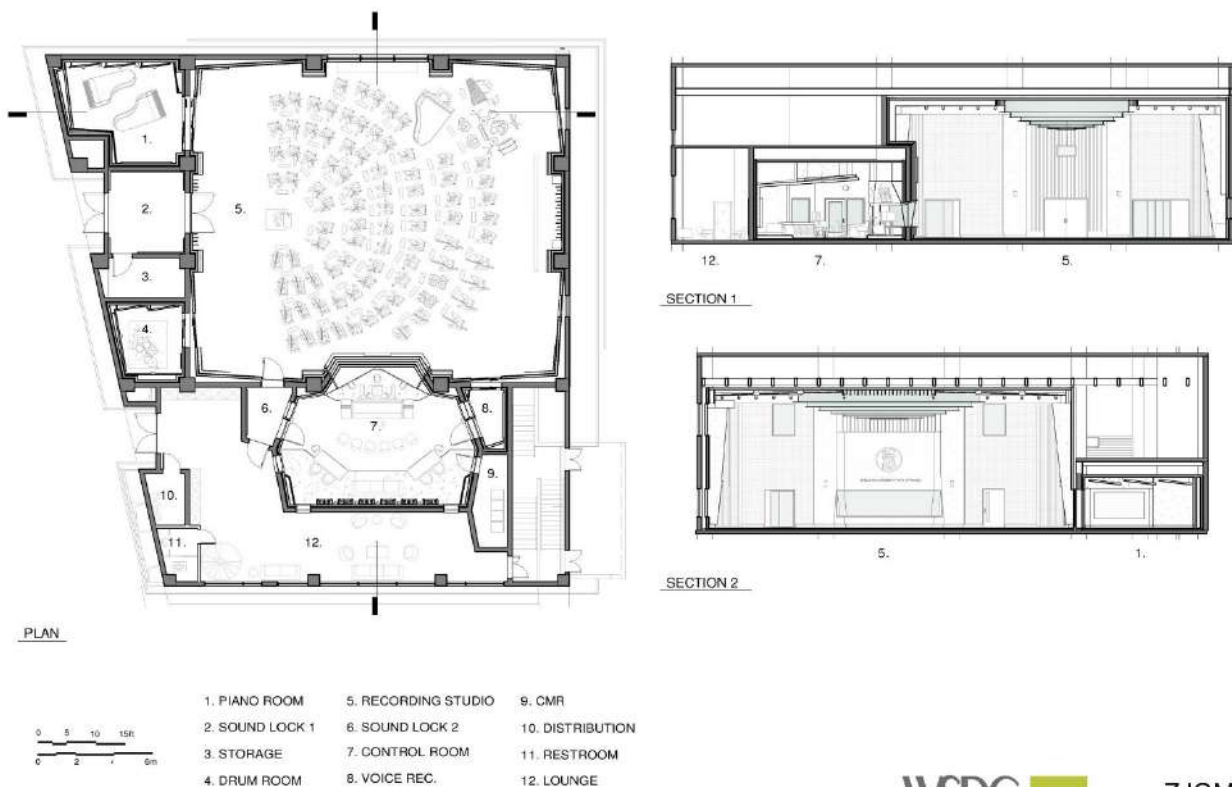 1.
2.
3.
4.
5.
6.
7.
8.
9.
10.
11.
12.
PLAN
12.
7.
5.
SECTION 1
5.
1.
SECTION 2
0 5 10 15ft
0 2 4 6m
1. PIANO ROOM
2. SOUND LOCK 1
3. STORAGE
4. DRUM ROOM
5. RECORDING STUDIO
6. SOUND LOCK 2
7. CONTROL ROOM
8. VOICE REC.
9. CMR
10. DISTRIBUTION
11. RESTROOM
12. LOUNGE
WSDG